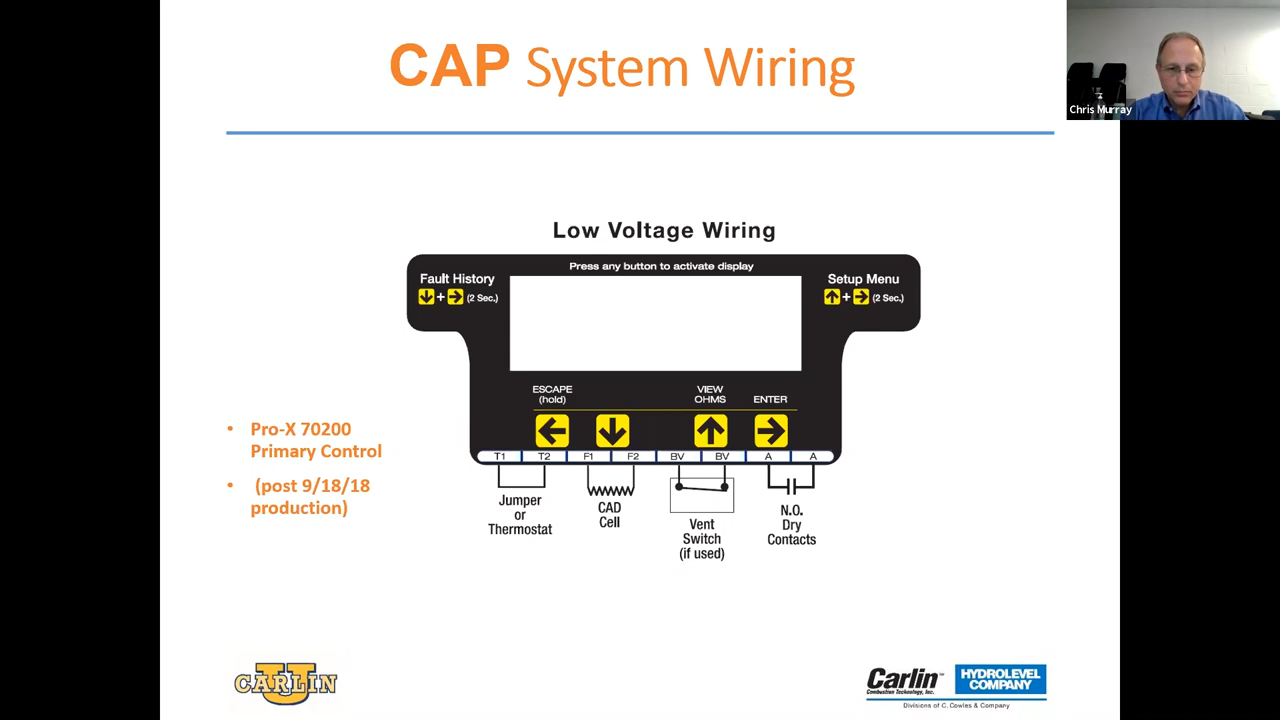 CAP System Wiring
Chris Murray
Low Voltage Wiring
Press any button to activate display
Fault History
+ (2 Sec.)
Setup Menu
+ (2 Sec.)
ESCAPE
(hold)
VIEW
OHMS
ENTER
T1 T2 F1 F2 BV BV A A
Jumper
or
Thermostat
CAD
Cell
Vent
Switch
(if used)
N.O.
Dry
Contacts
• Pro-X 70200
Primary Control
• (post 9/18/18
production)
U
CARLIN
Carlin™
Combustion Technology, Inc.
HYDROLEVEL
COMPANY
Divisions of C. Cowles & Company